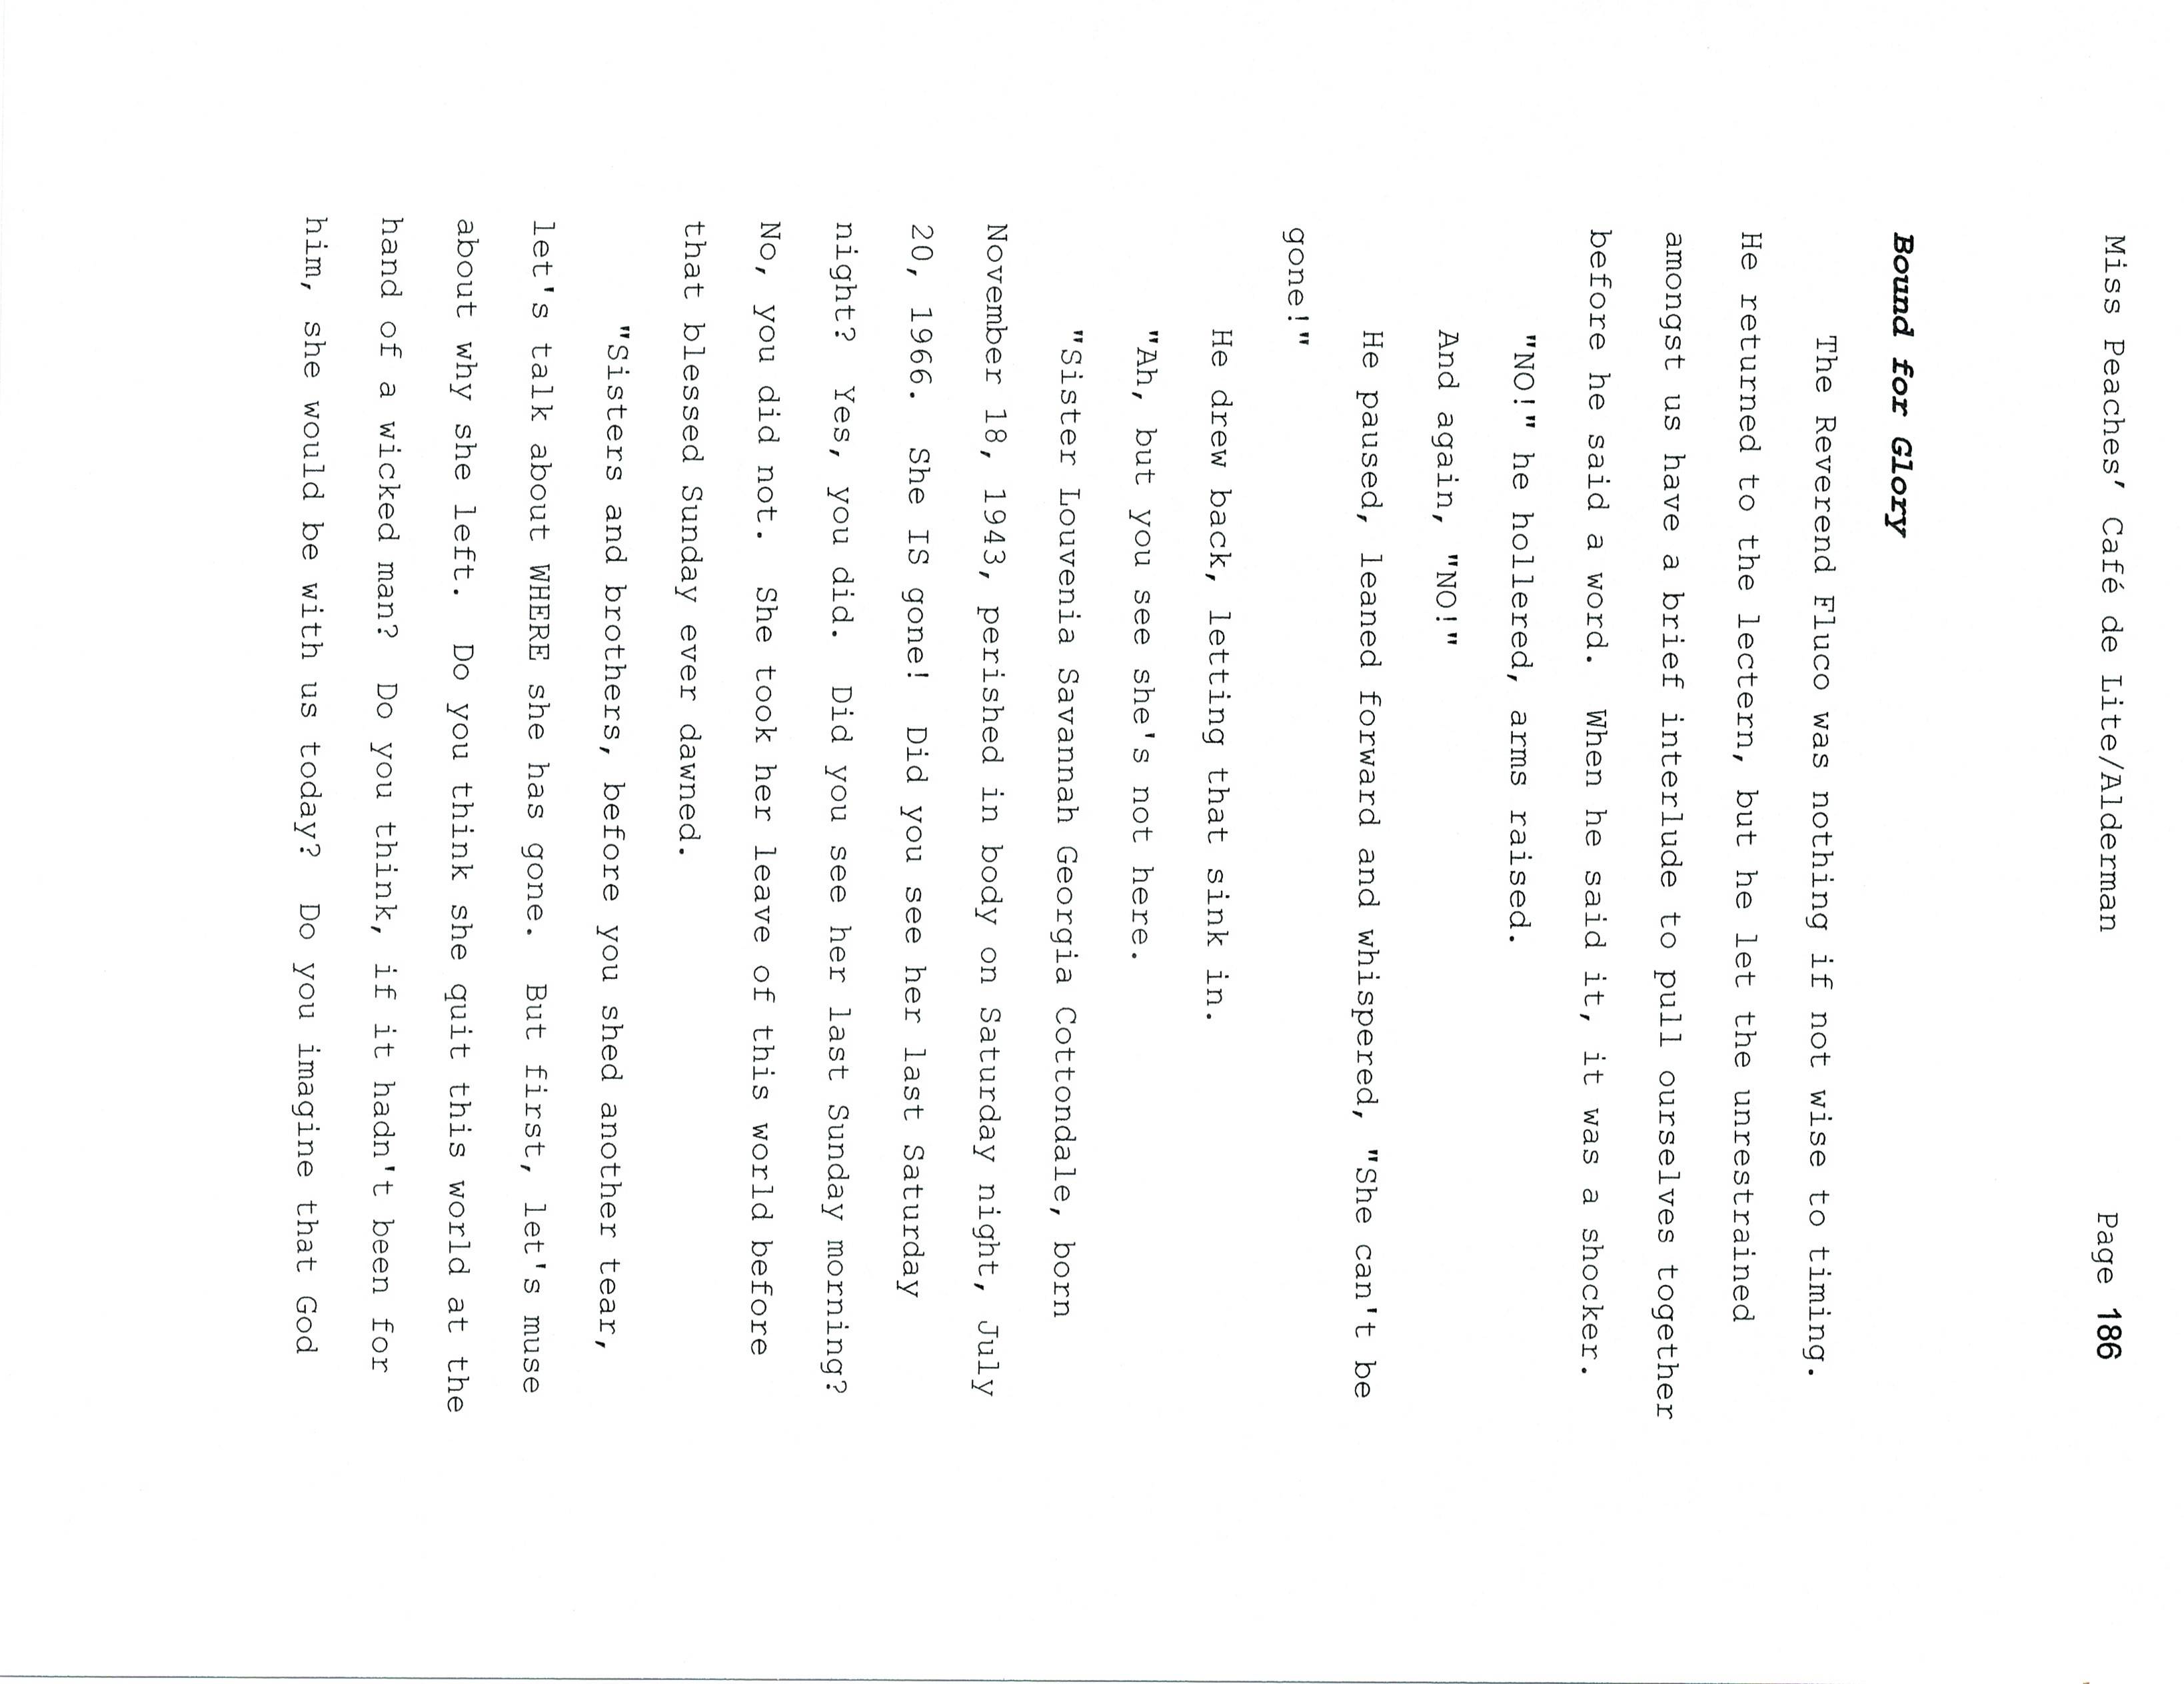 Miss Peaches’ Café de Lite/Alderman Page 186
Bound for Glory
The Reverend Fluco was nothing if not wise to timing.
He returned to the lectern, but he let the unrestrained
amongst us have a brief interlude to pull ourselves together
before he said a word. When he said it, it was a shocker.
"NO!" he hollered, arms raised.
And again, "NO!"
He paused, leaned forward and whispered, "She can't be
gone!"
He drew back, letting that sink in.
"Ah, but you see she's not here.
"Sister Louvenia Savannah Georgia Cottondale, born
November 18, 1943, perished in body on Saturday night, July
20, 1966. She IS gone! Did you see her last Saturday
night? Yes, you did. Did you see her last Sunday morning?
No, you did not. She took her leave of this world before
that blessed Sunday ever dawned.
"Sisters and brothers, before you shed another tear,
let's talk about WHERE she has gone. But first, let's muse
about why she left. Do you think she quit this world at the
hand of a wicked man? Do you think, if it hadn't been for
him, she would be with us today? Do you imagine that God